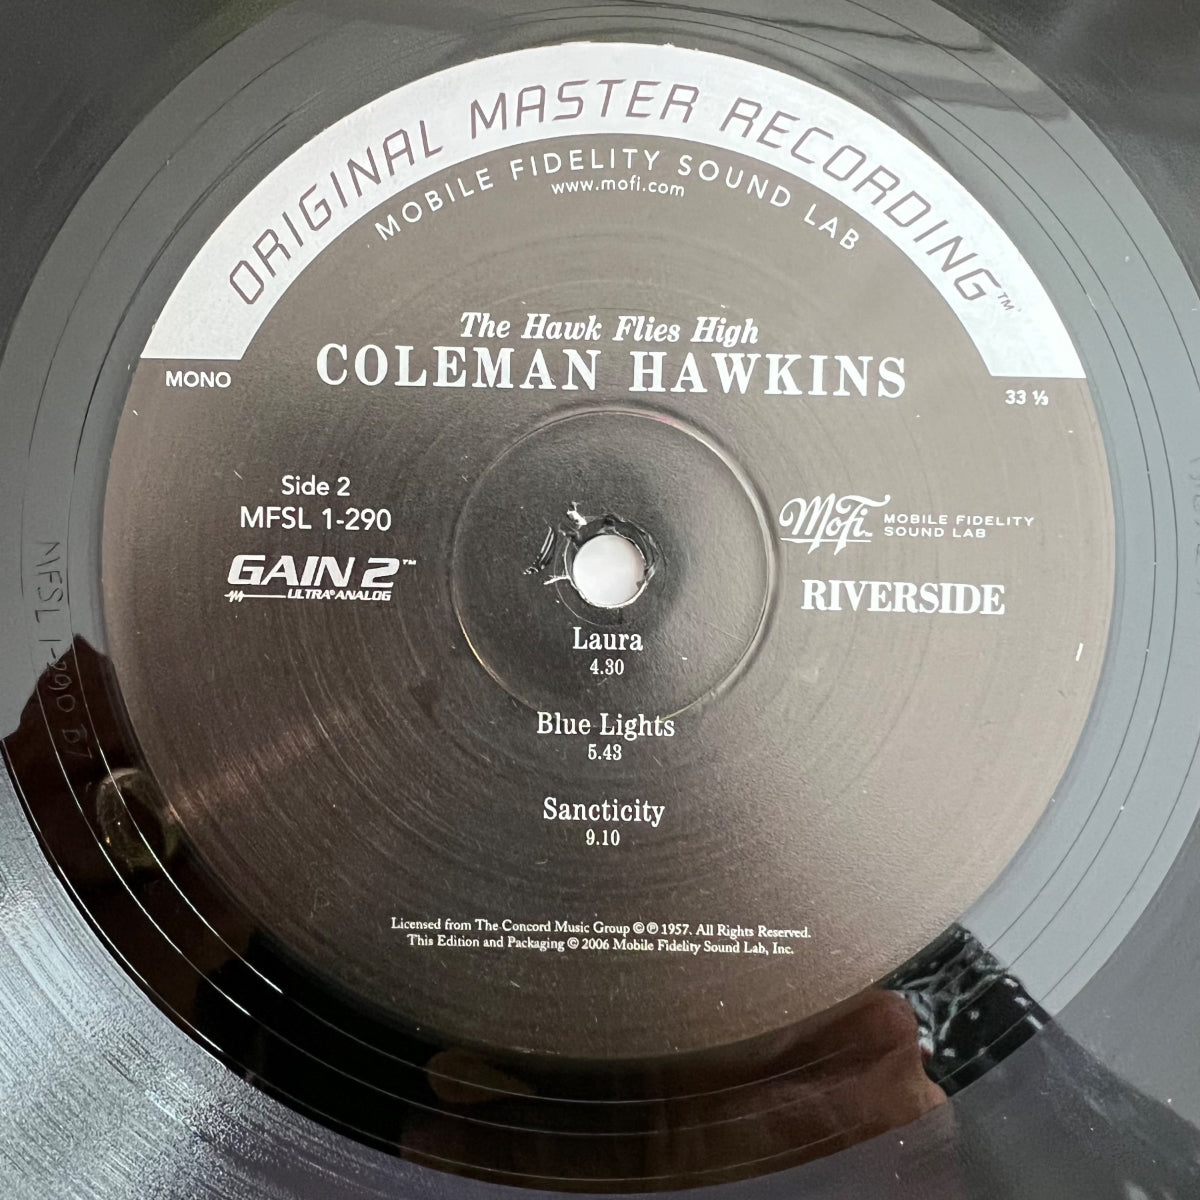 ORIGINAL MASTER RECORDING™
MOBILE FIDELITY SOUND LAB
www.mofi.com
The Hawk Flies High
COLEMAN HAWKINS
MONO
33 ⅓
Side 2
MFSL 1-290
GAIN 2™
ULTRA ANALOG
MoFi MOBILE FIDELITY
SOUND LAB
RIVERSIDE
Laura
4.30
Blue Lights
5.43
Sancticity
9.10
Licensed from The Concord Music Group ©℗ 1957. All Rights Reserved.
This Edition and Packaging © 2006 Mobile Fidelity Sound Lab, Inc.
MFSL 1-290